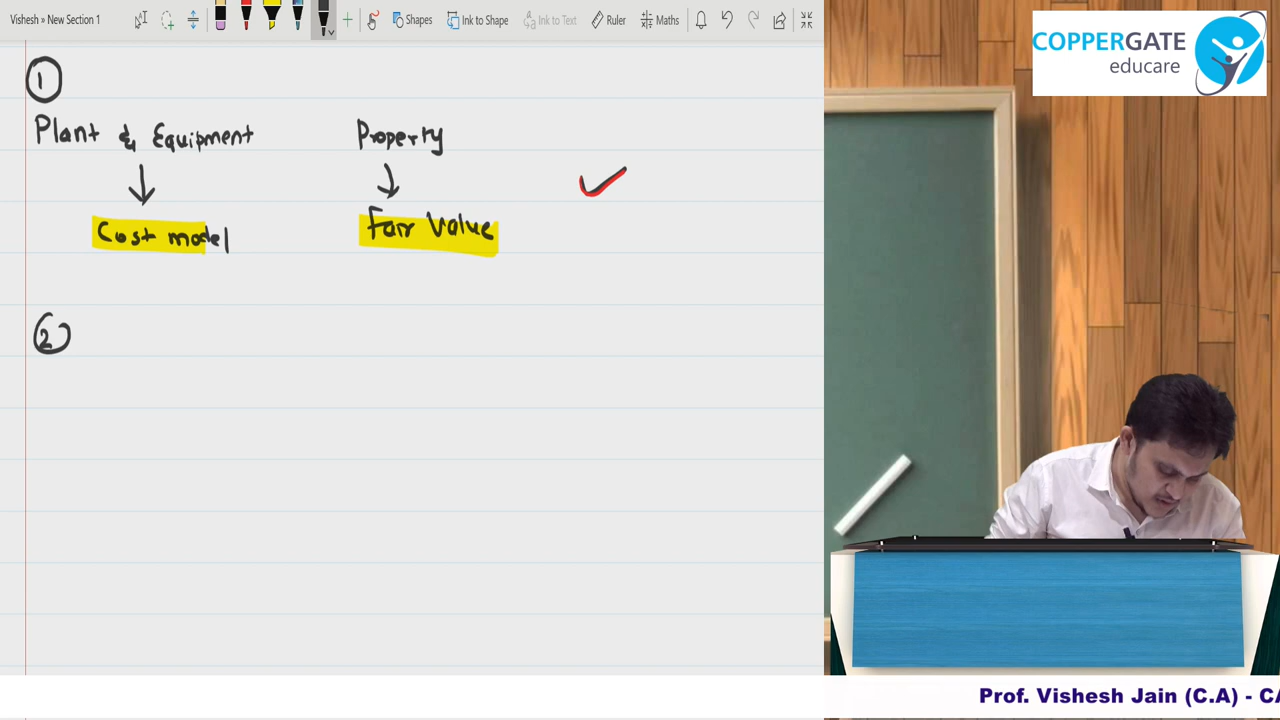 Vishesh » New Section 1
Shapes
Ink to Shape
Ink to Text
Ruler
Maths
COPPERGATE
educare
1
Plant & Equipment Property
Cost model Fair Value
2
Prof. Vishesh Jain (C.A) - CA